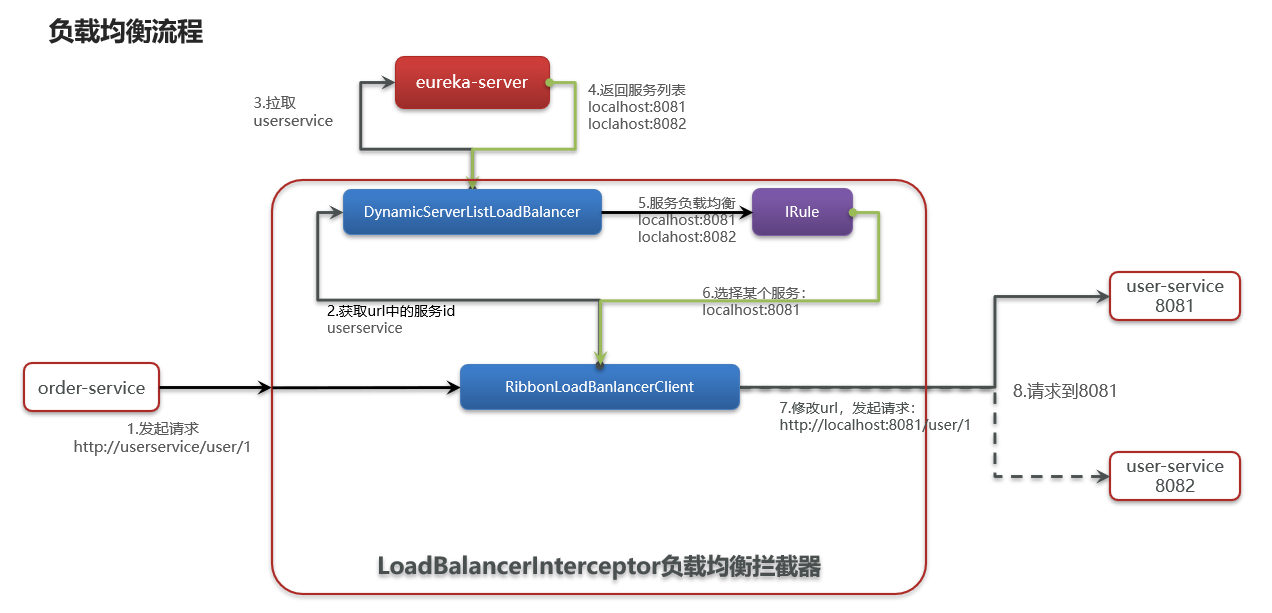 负载均衡流程
eureka-server
3.拉取
userservice
4.返回服务列表
localhost:8081
loclahost:8082
DynamicServerListLoadBalancer
5.服务负载均衡
localhost:8081
loclahost:8082
IRule
2.获取url中的服务id
userservice
6.选择某个服务：
localhost:8081
order-service
1.发起请求
http://userservice/user/1
RibbonLoadBanlancerClient
7.修改url，发起请求：
http://localhost:8081/user/1
user-service
8081
8.请求到8081
user-service
8082
LoadBalancerInterceptor负载均衡拦截器